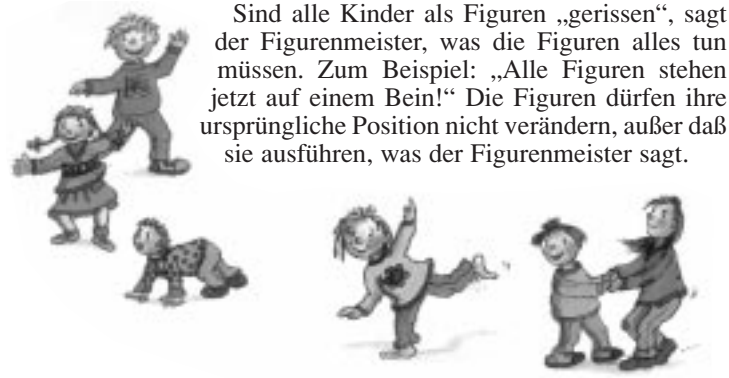 Sind alle Kinder als Figuren „gerissen“, sagt
der Figurenmeister, was die Figuren alles tun
müssen. Zum Beispiel: „Alle Figuren stehen
jetzt auf einem Bein!“ Die Figuren dürfen ihre
ursprüngliche Position nicht verändern, außer daß
sie ausführen, was der Figurenmeister sagt.